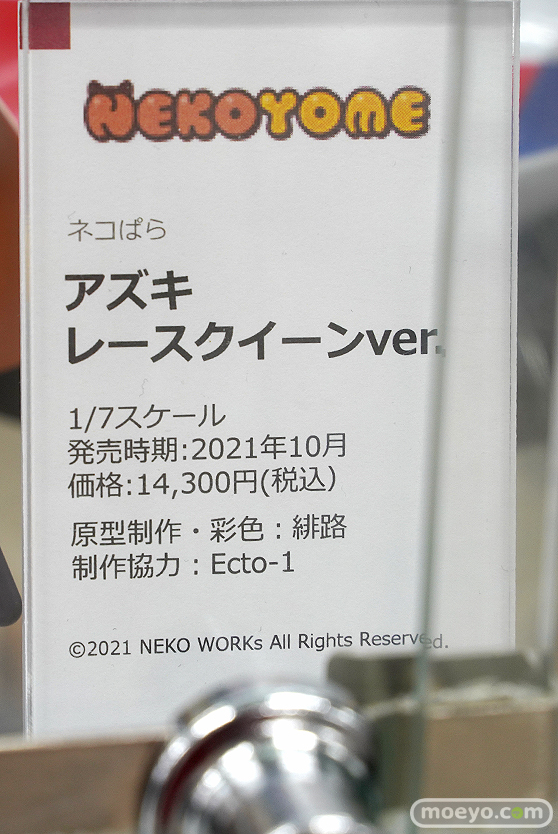 NEKOYOME
ネコぱら
アズキ
レースクイーンver.
1/7スケール
発売時期:2021年10月
価格:14,300円(税込)
原型制作・彩色：緋路
制作協力：Ecto-1
©2021 NEKO WORKs All Rights Reserved.
moeyo.com